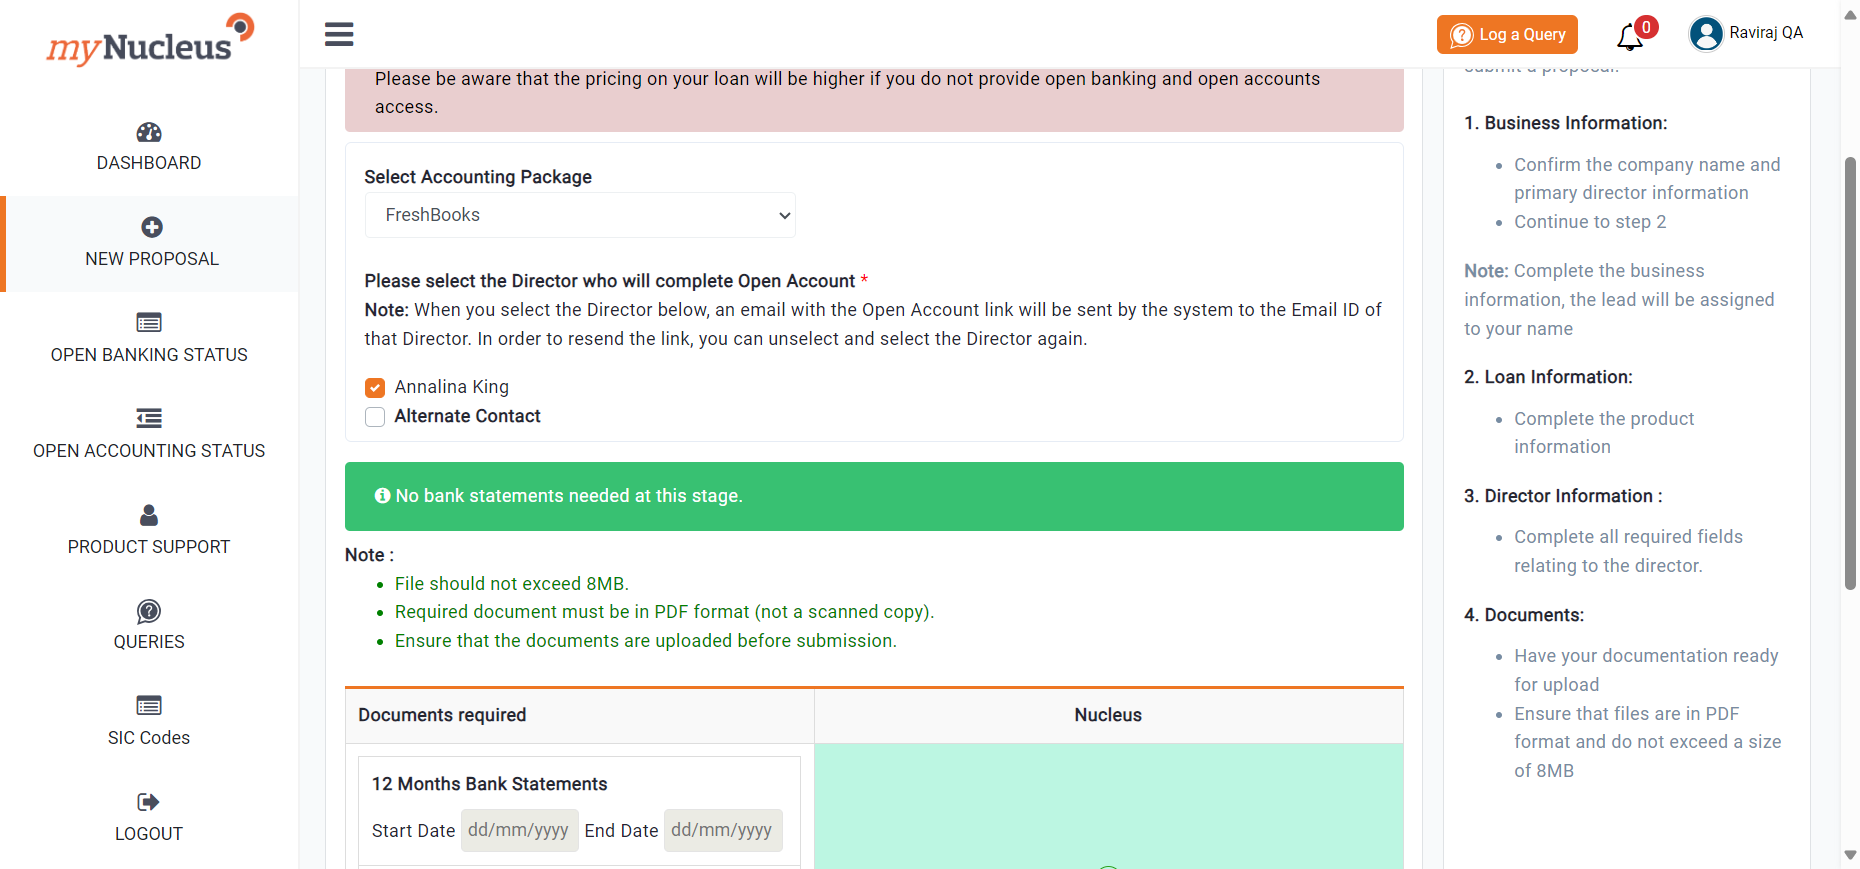 myNucleus
Log a Query
0
Raviraj QA
DASHBOARD
NEW PROPOSAL
OPEN BANKING STATUS
OPEN ACCOUNTING STATUS
PRODUCT SUPPORT
QUERIES
SIC Codes
LOGOUT
Please be aware that the pricing on your loan will be higher if you do not provide open banking and open accounts
access.
Select Accounting Package
FreshBooks
Please select the Director who will complete Open Account *
Note: When you select the Director below, an email with the Open Account link will be sent by the system to the Email ID of
that Director. In order to resend the link, you can unselect and select the Director again.
Annalina King
Alternate Contact
No bank statements needed at this stage.
Note :
File should not exceed 8MB.
Required document must be in PDF format (not a scanned copy).
Ensure that the documents are uploaded before submission.
Documents required
Nucleus
12 Months Bank Statements
Start Date dd/mm/yyyy End Date dd/mm/yyyy
submit a proposal.
1. Business Information:
Confirm the company name and
primary director information
Continue to step 2
Note: Complete the business
information, the lead will be assigned
to your name
2. Loan Information:
Complete the product
information
3. Director Information :
Complete all required fields
relating to the director.
4. Documents:
Have your documentation ready
for upload
Ensure that files are in PDF
format and do not exceed a size
of 8MB